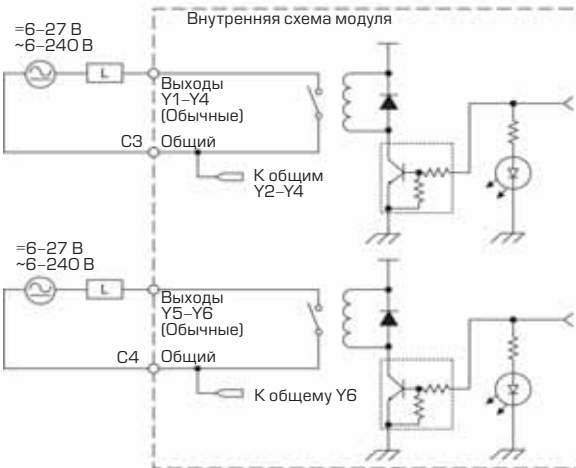 Внутренняя схема модуля
=6–27 В
~6–240 В
L
Выходы
Y1–Y4
(Обычные)
C3
Общий
К общим
Y2–Y4
=6–27 В
~6–240 В
L
Выходы
Y5–Y6
(Обычные)
C4
Общий
К общему Y6